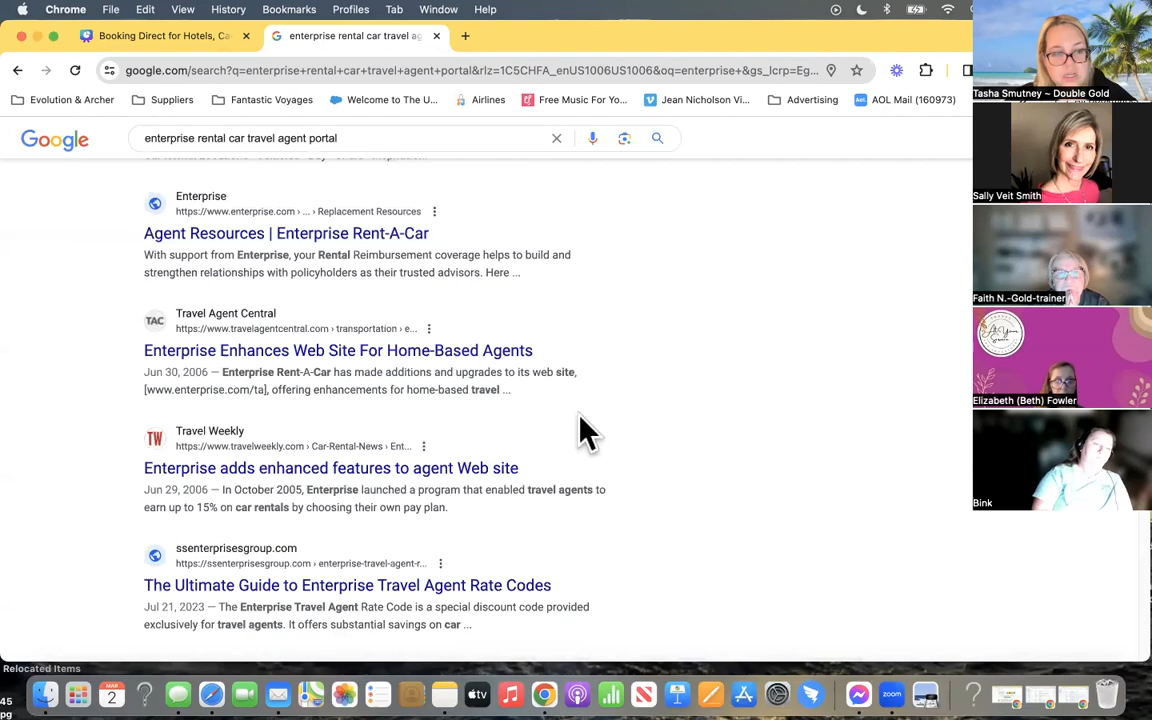 Chrome File Edit View History Bookmarks Profiles Tab Window Help
Booking Direct for Hotels, Ca
enterprise rental car travel ag
google.com/search?q=enterprise+rental+car+travel+agent+portal&rlz=1C5CHFA_enUS1006US1006&oq=enterprise+&gs_lcrp=Eg...
Evolution & Archer
Suppliers
Fantastic Voyages
Welcome to The U...
Airlines
Free Music For Yo...
Jean Nicholson Vi...
Advertising
AOL Mail (160973)
Google
enterprise rental car travel agent portal
Enterprise
https://www.enterprise.com › ... › Replacement Resources
Agent Resources | Enterprise Rent-A-Car
With support from Enterprise, your Rental Reimbursement coverage helps to build and
strengthen relationships with policyholders as their trusted advisors. Here ...
TAC
Travel Agent Central
https://www.travelagentcentral.com › transportation › e...
Enterprise Enhances Web Site For Home-Based Agents
Jun 30, 2006 — Enterprise Rent-A-Car has made additions and upgrades to its web site,
[www.enterprise.com/ta], offering enhancements for home-based travel ...
TW
Travel Weekly
https://www.travelweekly.com › Car-Rental-News › Ent...
Enterprise adds enhanced features to agent Web site
Jun 29, 2006 — In October 2005, Enterprise launched a program that enabled travel agents to
earn up to 15% on car rentals by choosing their own pay plan.
ssenterprisesgroup.com
https://ssenterprisesgroup.com › enterprise-travel-agent-r...
The Ultimate Guide to Enterprise Travel Agent Rate Codes
Jul 21, 2023 — The Enterprise Travel Agent Rate Code is a special discount code provided
exclusively for travel agents. It offers substantial savings on car ...
Tasha Smutney ~ Double Gold
Sally Veit Smith
Faith N.-Gold-trainer
At Your
Elizabeth (Beth) Fowler
Bink
Relocated Items
45
pg
MAR
2
tv
zoom